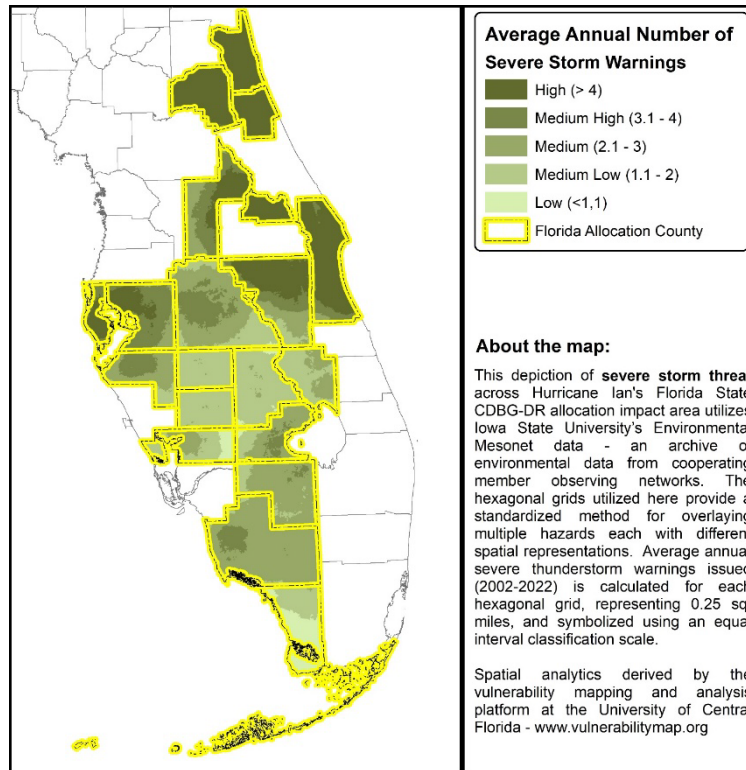 Average Annual Number of
Severe Storm Warnings
High (> 4)
Medium High (3.1 - 4)
Medium (2.1 - 3)
Medium Low (1.1 - 2)
Low (<1,1)
Florida Allocation County
About the map:
This depiction of severe storm threa
across Hurricane Ian's Florida State
CDBG-DR allocation impact area utilizes
Iowa State University's Environmenta
Mesonet data - an archive o
environmental data from cooperating
member observing networks. The
hexagonal grids utilized here provide a
standardized method for overlaying
multiple hazards each with differen
spatial representations. Average annua
severe thunderstorm warnings issued
(2002-2022) is calculated for each
hexagonal grid, representing 0.25 sq
miles, and symbolized using an equa
interval classification scale.
Spatial analytics derived by the
vulnerability mapping and analysis
platform at the University of Centra
Florida - www.vulnerabilitymap.org